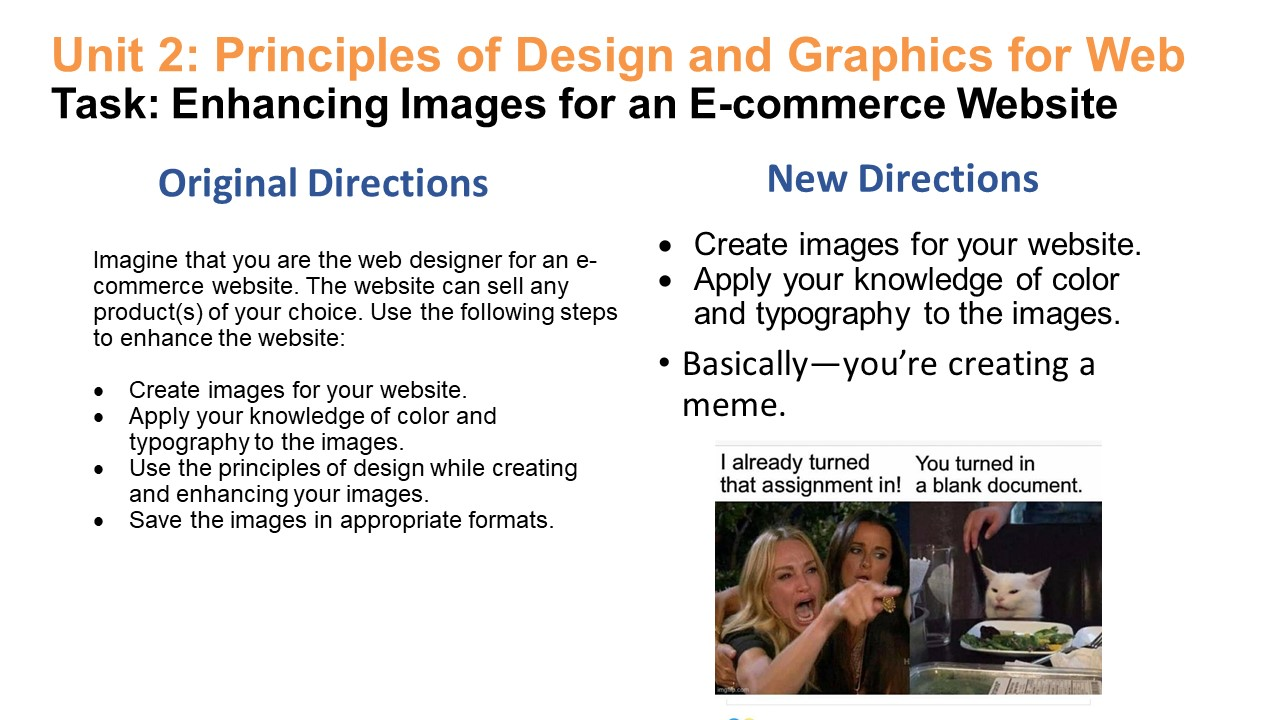 Unit 2: Principles of Design and Graphics for Web
Task: Enhancing Images for an E-commerce Website
Original Directions
Imagine that you are the web designer for an e-
commerce website. The website can sell any
product(s) of your choice. Use the following steps
to enhance the website:
• Create images for your website.
• Apply your knowledge of color and
typography to the images.
• Use the principles of design while creating
and enhancing your images.
• Save the images in appropriate formats.
New Directions
• Create images for your website.
• Apply your knowledge of color
and typography to the images.
• Basically—you’re creating a
meme.
I already turned
that assignment in!
You turned in
a blank document.
imgflip.com